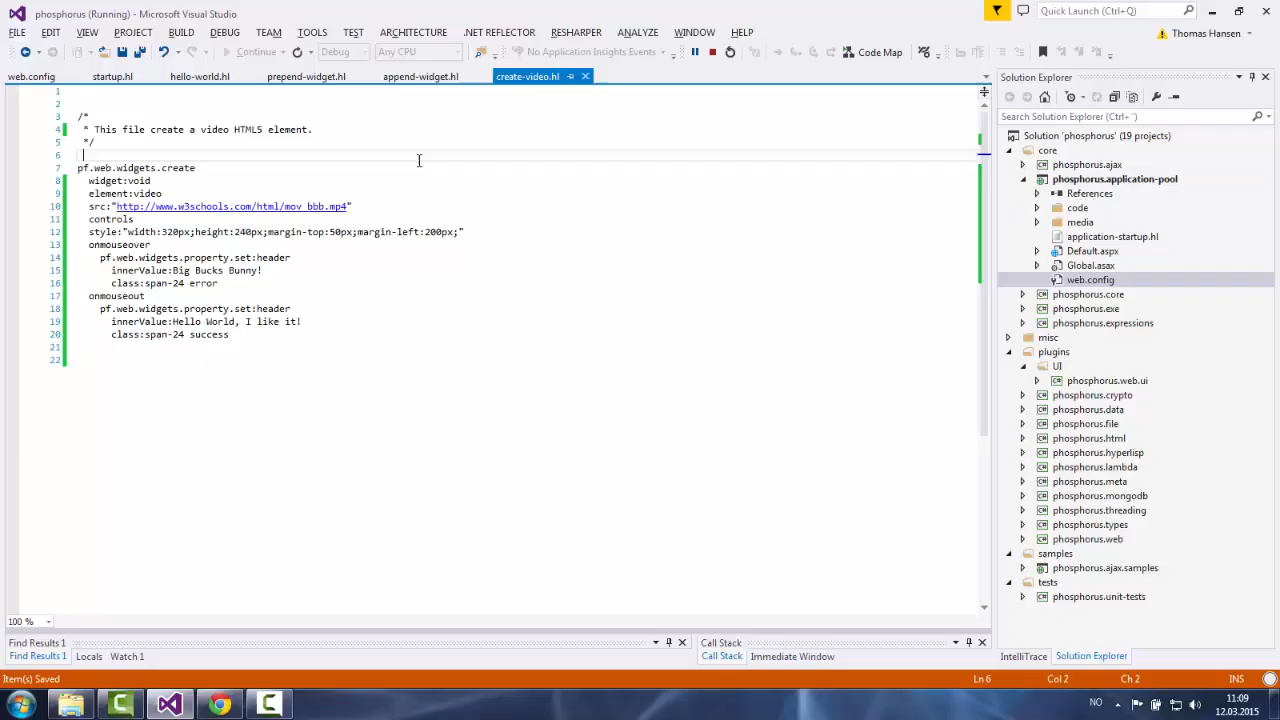 phosphorus (Running) - Microsoft Visual Studio
Quick Launch (Ctrl+Q)
FILE EDIT VIEW PROJECT BUILD DEBUG TEAM TOOLS TEST ARCHITECTURE .NET REFLECTOR RESHARPER ANALYZE WINDOW HELP
Thomas Hansen
Continue Debug Any CPU No Application Insights Events Code Map
web.config startup.hl hello-world.hl prepend-widget.hl append-widget.hl create-video.hl
1
2
3 /*
4 * This file create a video HTML5 element.
5 */
6
7 pf.web.widgets.create
8 widget:void
9 element:video
10 src:"http://www.w3schools.com/html/mov_bbb.mp4"
11 controls
12 style:"width:320px;height:240px;margin-top:50px;margin-left:200px;"
13 onmouseover
14 pf.web.widgets.property.set:header
15 innerValue:Big Bucks Bunny!
16 class:span-24 error
17 onmouseout
18 pf.web.widgets.property.set:header
19 innerValue:Hello World, I like it!
20 class:span-24 success
21
22
100 %
Solution Explorer
Search Solution Explorer (Ctrl+¨)
Solution 'phosphorus' (19 projects)
core
phosphorus.ajax
phosphorus.application-pool
References
code
media
application-startup.hl
Default.aspx
Global.asax
web.config
phosphorus.core
phosphorus.exe
phosphorus.expressions
misc
plugins
UI
phosphorus.web.ui
phosphorus.crypto
phosphorus.data
phosphorus.file
phosphorus.html
phosphorus.hyperlisp
phosphorus.lambda
phosphorus.meta
phosphorus.mongodb
phosphorus.threading
phosphorus.types
phosphorus.web
samples
phosphorus.ajax.samples
tests
phosphorus.unit-tests
Find Results 1 Call Stack
Find Results 1 Locals Watch 1 Call Stack Immediate Window IntelliTrace Solution Explorer
Item(s) Saved Ln 6 Col 2 Ch 2 INS
NO 11:09
12.03.2015